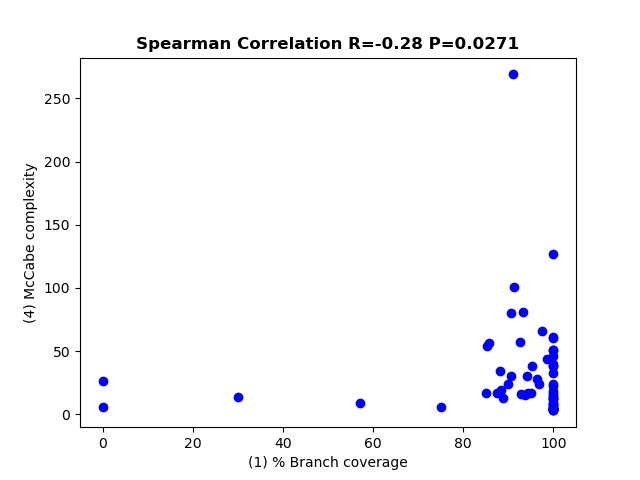 Spearman Correlation R=-0.28 P=0.0271
250
200
150
100
50
0
(4) McCabe complexity
0 20 40 60 80 100
(1) % Branch coverage